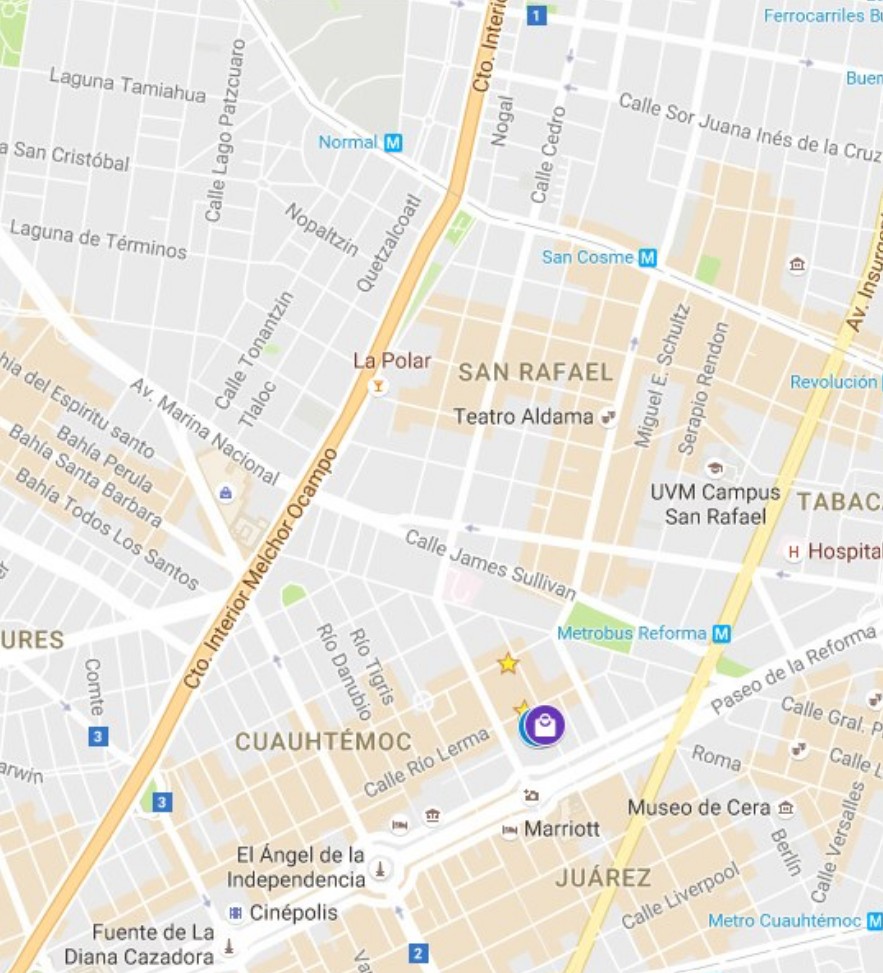 1
Ferrocarriles Bu
Cto. Interio
Laguna Tamiahua
Calle Lago Patzcuaro
Buen
Nogal
Calle Cedro
Calle Sor Juana Inés de la Cruz
Normal M
a San Cristóbal
Nopaltzin
Quetzalcoatl
Laguna de Términos
San Cosme M
Av. Insurge
Calle Tonantzin
Tlaloc
Miguel E. Schultz
Serapio Rendon
La Polar
SAN RAFAEL
Revolución
hia del Espiritu santo
Av. Marina Nacional
Teatro Aldama
Bahía Perula
Bahía Santa Barbara
Bahía Todos Los Santos
UVM Campus
San Rafael
TABACA
Cto. Interior Melchor Ocampo
Calle James Sullivan
H Hospital
URES
Río Tigris
Río Danubio
Metrobus Reforma M
Paseo de la Reforma
Comte
3
CUAUHTÉMOC
Calle Río Lerma
Calle Gral. P
Roma
Calle L
arwin
3
Museo de Cera
Marriott
Berlín
Calle Versalles
El Ángel de la
Independencia
JUÁREZ
Calle Liverpool
Cinépolis
Metro Cuauhtémoc M
Fuente de La
Diana Cazadora
Va
2